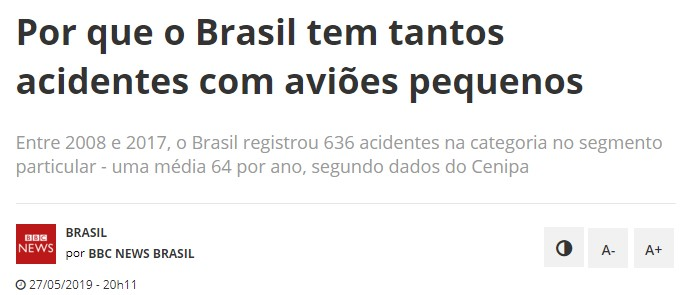 Por que o Brasil tem tantos
acidentes com aviões pequenos
Entre 2008 e 2017, o Brasil registrou 636 acidentes na categoria no segmento
particular - uma média 64 por ano, segundo dados do Cenipa
BBC
NEWS
BRASIL
por BBC NEWS BRASIL
A-
A+
27/05/2019 - 20h11